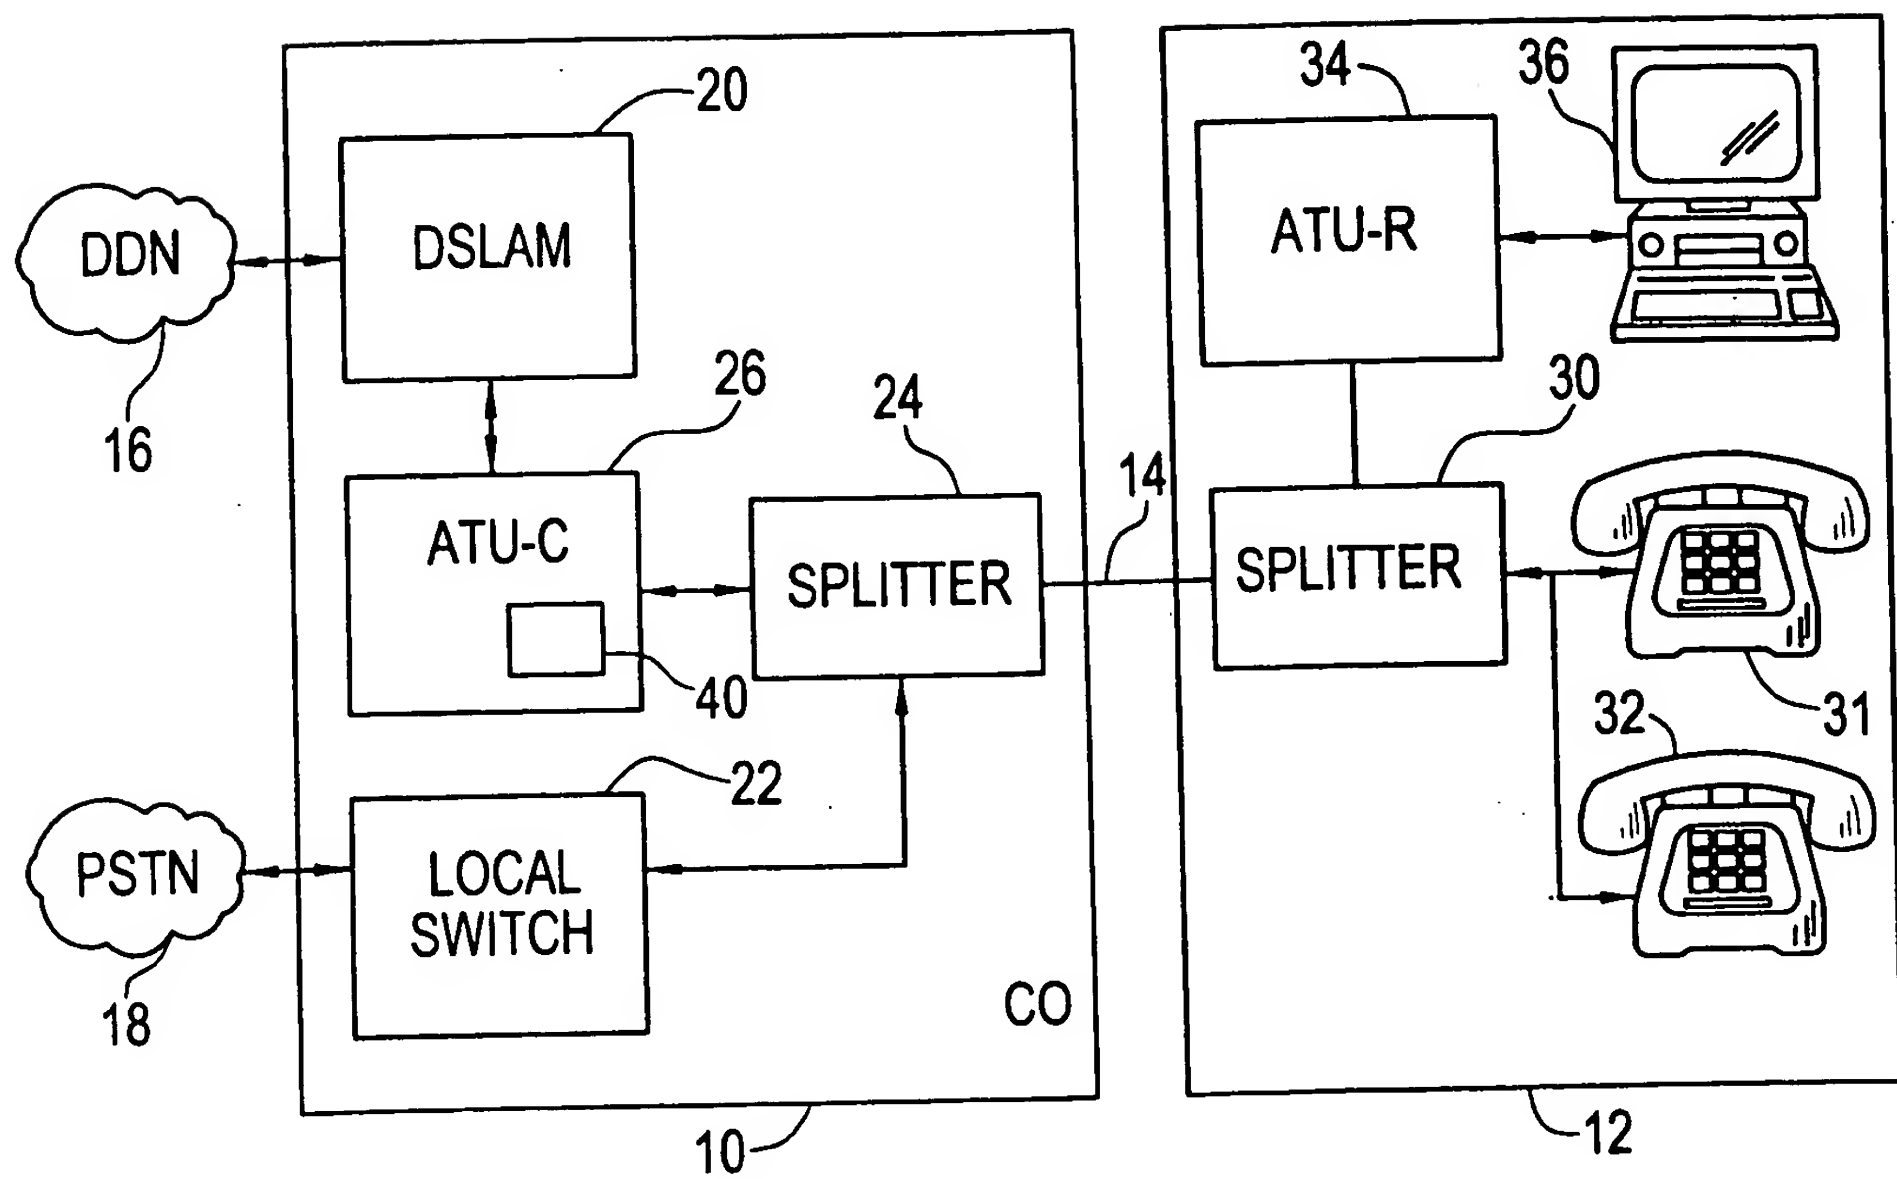 20
34
36
DSLAM
DDN
ATU-R
16
26
24
30
14
ATU-C
SPLITTER
SPLITTER
40
31
32
22
PSTN
LOCAL
SWITCH
18
CO
10
12